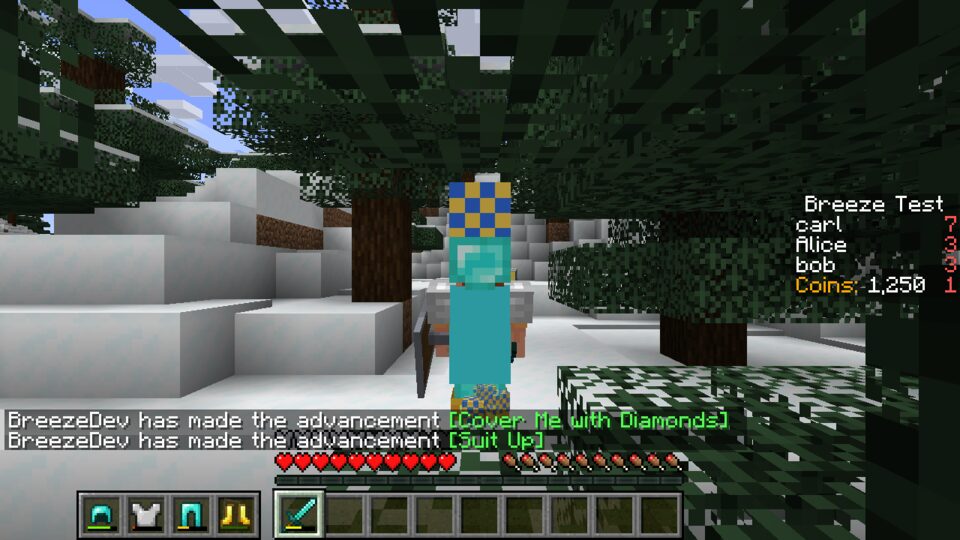 Breeze Test
carl 7
Alice 3
bob 3
Coins: 1,250 1
BreezeDev has made the advancement [Cover Me with Diamonds]
BreezeDev has made the advancement [Suit Up]